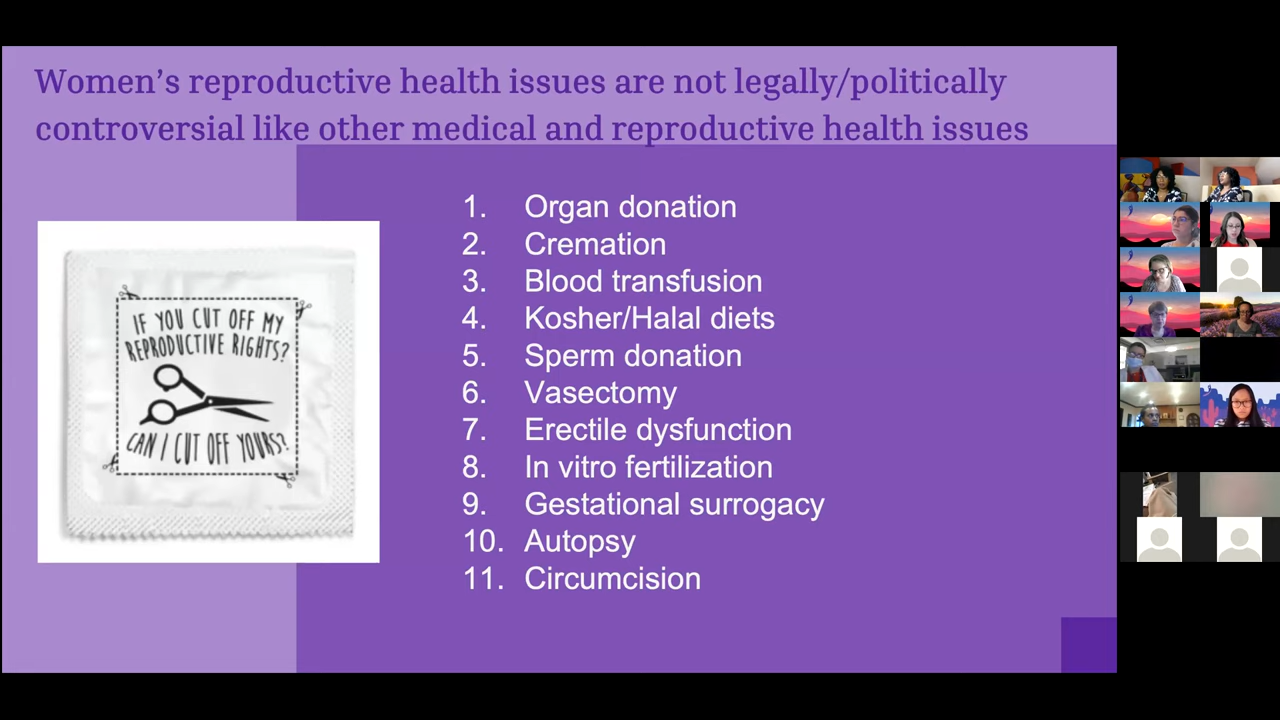 Women’s reproductive health issues are not legally/politically
controversial like other medical and reproductive health issues
IF YOU CUT OFF MY
REPRODUCTIVE RIGHTS?
CAN I CUT OFF YOURS?
1. Organ donation
2. Cremation
3. Blood transfusion
4. Kosher/Halal diets
5. Sperm donation
6. Vasectomy
7. Erectile dysfunction
8. In vitro fertilization
9. Gestational surrogacy
10. Autopsy
11. Circumcision